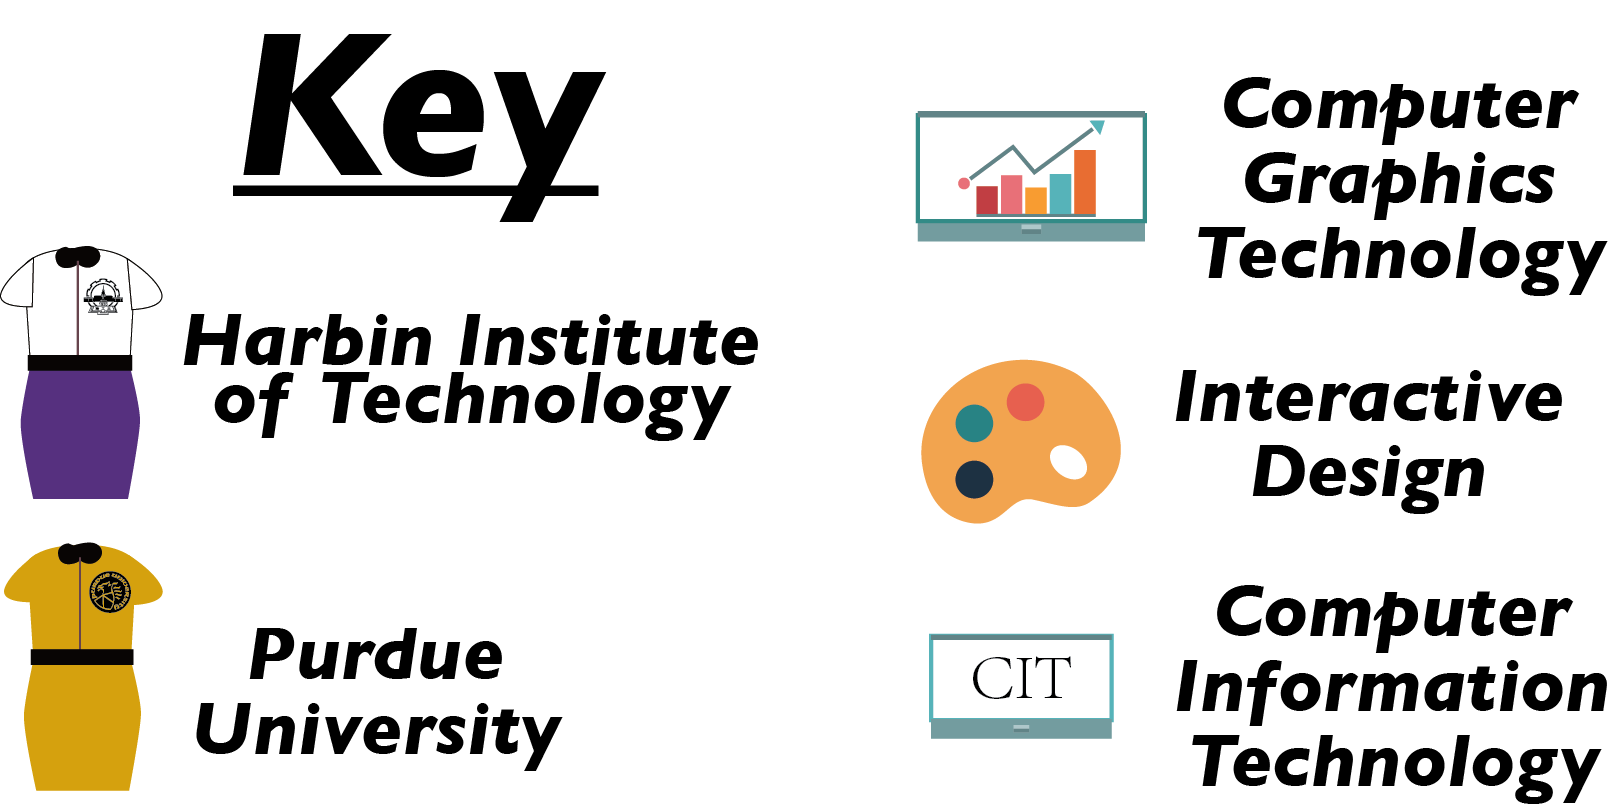 Key
Harbin Institute
of Technology
Purdue
University
Computer
Graphics
Technology
Interactive
Design
CIT
Computer
Information
Technology